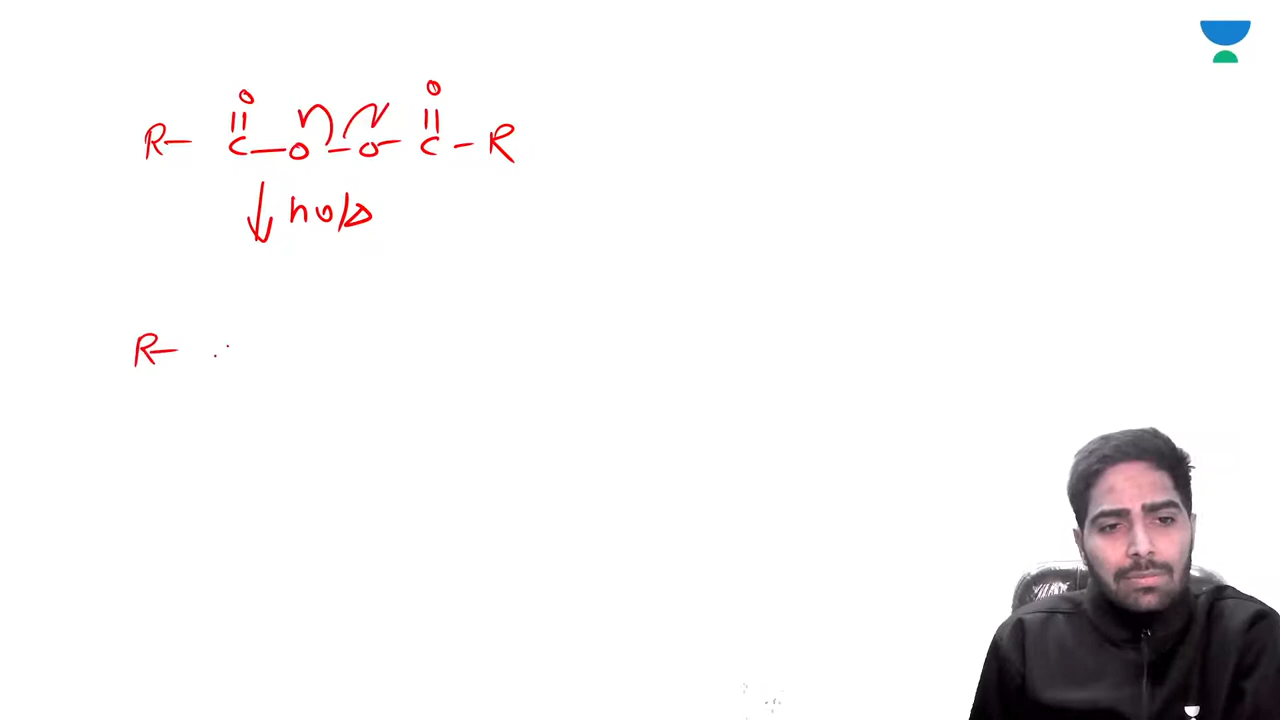 O O
R– C – O – O – C – R
↓ hν/Δ
R–